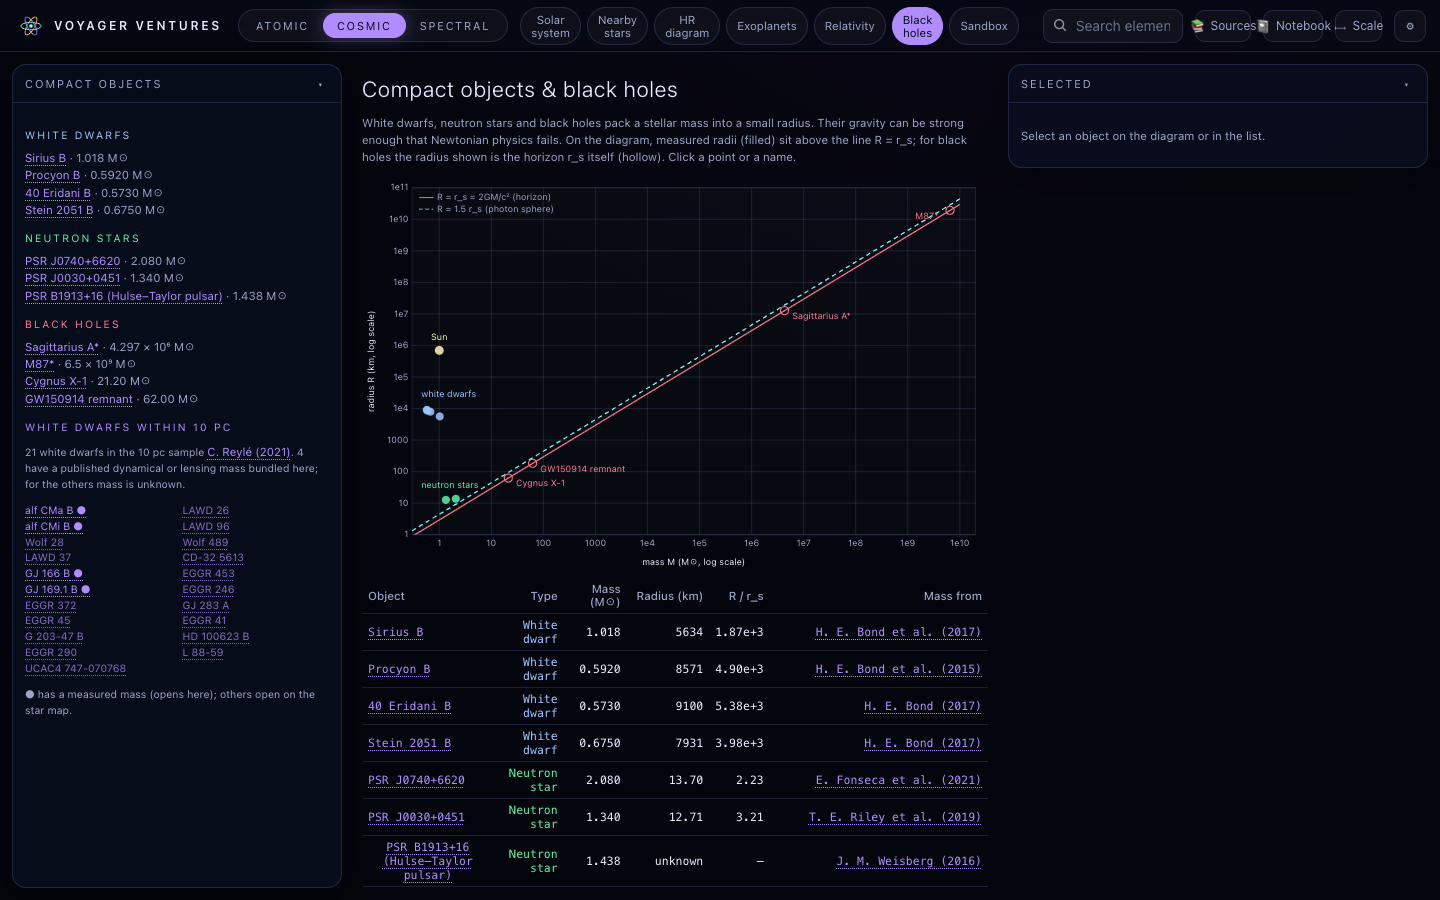 VOYAGER VENTURES
ATOMIC COSMIC SPECTRAL
Solar system
Nearby stars
HR diagram
Exoplanets
Relativity
Black holes
Sandbox
Search elemen
Sources
Notebook
Scale
COMPACT OBJECTS
WHITE DWARFS
Sirius B · 1.018 M☉
Procyon B · 0.5920 M☉
40 Eridani B · 0.5730 M☉
Stein 2051 B · 0.6750 M☉
NEUTRON STARS
PSR J0740+6620 · 2.080 M☉
PSR J0030+0451 · 1.340 M☉
PSR B1913+16 (Hulse–Taylor pulsar) · 1.438 M☉
BLACK HOLES
Sagittarius A* · 4.297 × 10⁶ M☉
M87* · 6.5 × 10⁹ M☉
Cygnus X-1 · 21.20 M☉
GW150914 remnant · 62.00 M☉
WHITE DWARFS WITHIN 10 PC
21 white dwarfs in the 10 pc sample C. Reylé (2021). 4
have a published dynamical or lensing mass bundled here;
for the others mass is unknown.
alf CMa B ● LAWD 26
alf CMi B ● LAWD 96
Wolf 28 Wolf 489
LAWD 37 CD-32 5613
GJ 166 B ● EGGR 453
GJ 169.1 B ● EGGR 246
EGGR 372 GJ 283 A
EGGR 45 EGGR 41
G 203-47 B HD 100623 B
EGGR 290 L 88-59
UCAC4 747-070768
● has a measured mass (opens here); others open on the
star map.
Compact objects & black holes
White dwarfs, neutron stars and black holes pack a stellar mass into a small radius. Their gravity can be strong
enough that Newtonian physics fails. On the diagram, measured radii (filled) sit above the line R = r_s; for black
holes the radius shown is the horizon r_s itself (hollow). Click a point or a name.
R = r_s = 2GM/c² (horizon)
R = 1.5 r_s (photon sphere)
1e11
1e10
1e9
1e8
1e7
1e6
1e5
1e4
1000
100
10
1
radius R (km, log scale)
M87*
Sagittarius A*
Sun
white dwarfs
GW150914 remnant
Cygnus X-1
neutron stars
1 10 100 1000 1e4 1e5 1e6 1e7 1e8 1e9 1e10
mass M (M☉, log scale)
Object Type Mass (M☉) Radius (km) R / r_s Mass from
Sirius B White dwarf 1.018 5634 1.87e+3 H. E. Bond et al. (2017)
Procyon B White dwarf 0.5920 8571 4.90e+3 H. E. Bond et al. (2015)
40 Eridani B White dwarf 0.5730 9100 5.38e+3 H. E. Bond (2017)
Stein 2051 B White dwarf 0.6750 7931 3.98e+3 H. E. Bond (2017)
PSR J0740+6620 Neutron star 2.080 13.70 2.23 E. Fonseca et al. (2021)
PSR J0030+0451 Neutron star 1.340 12.71 3.21 T. E. Riley et al. (2019)
PSR B1913+16 (Hulse–Taylor pulsar) Neutron star 1.438 unknown — J. M. Weisberg (2016)
SELECTED
Select an object on the diagram or in the list.